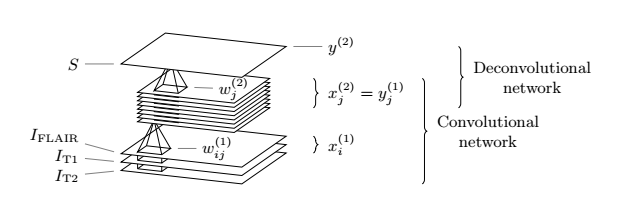 y^(2)
S
Deconvolutional
network
w_j^(2)
x_j^(2) = y_j^(1)
Convolutional
network
I_FLAIR
w_ij^(1)
x_i^(1)
I_T1
I_T2